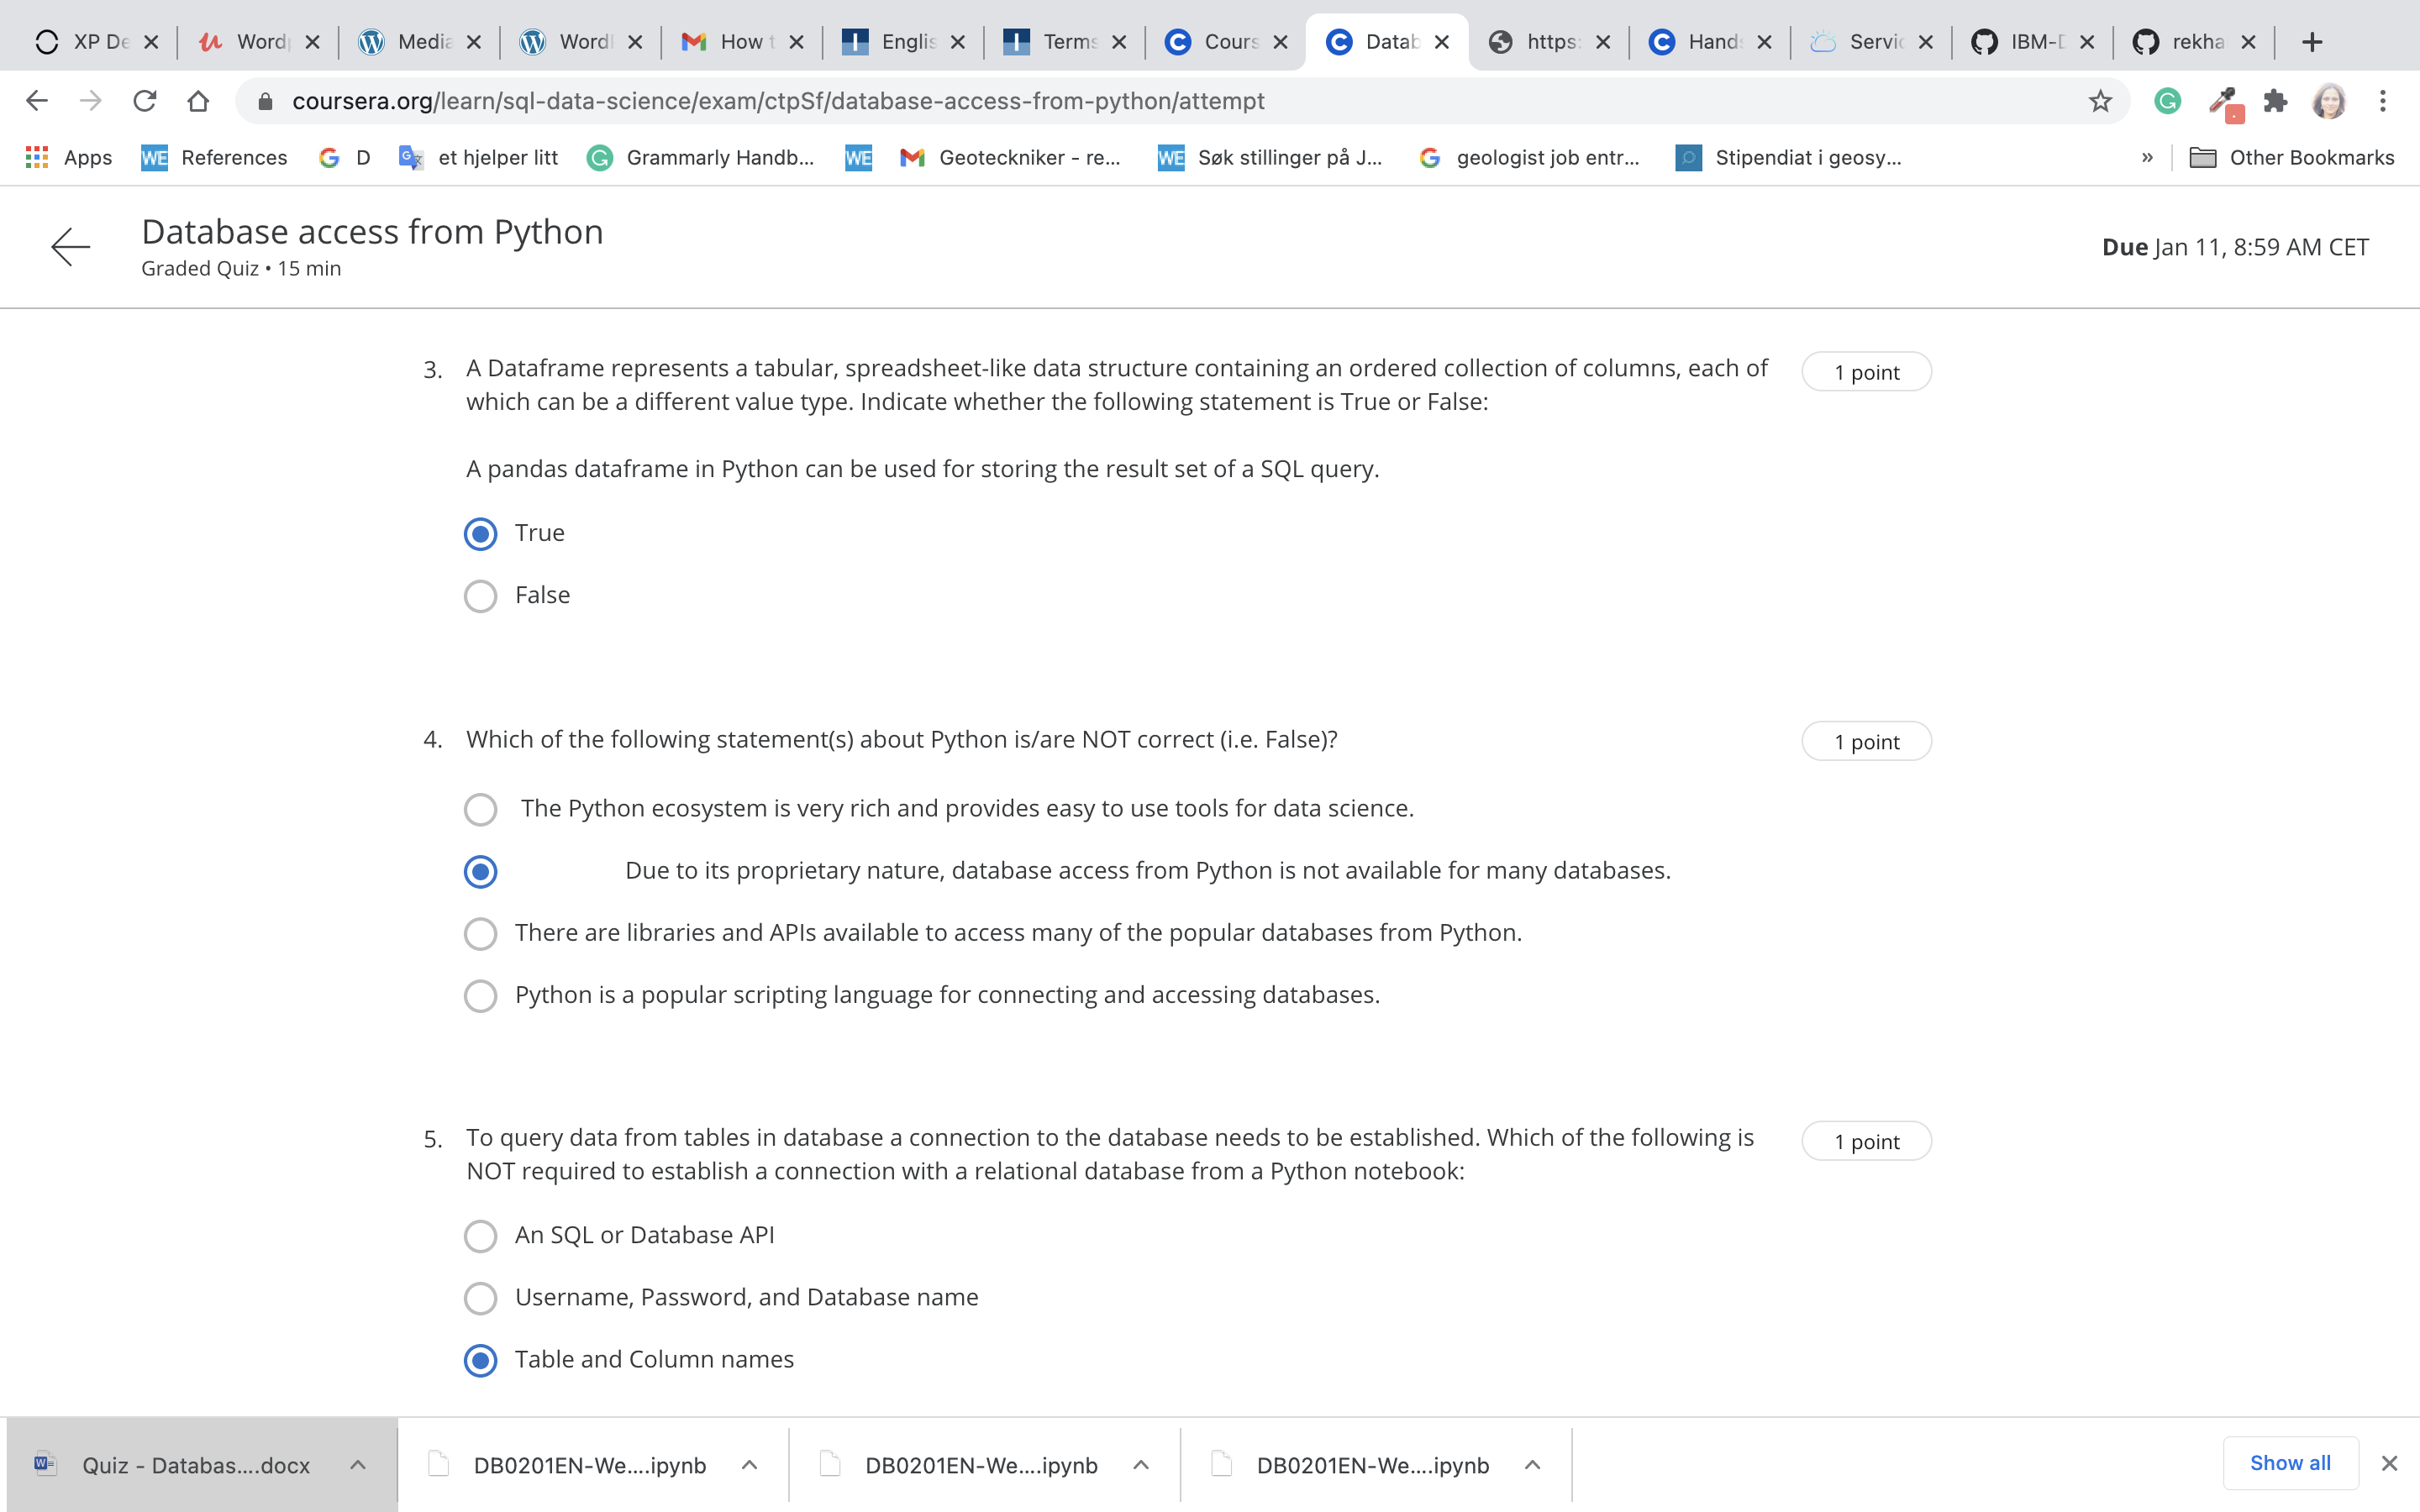 XP De
Word
Media
Word
How t
Englis
Terms
Cours
Datab
https:
Hand
Servic
IBM-D
rekha
coursera.org/learn/sql-data-science/exam/ctpSf/database-access-from-python/attempt
Apps
WE References
D
et hjelper litt
Grammarly Handb...
WE
Geoteckniker - re...
WE Søk stillinger på J...
geologist job entr...
Stipendiat i geosy...
»
Other Bookmarks
Database access from Python
Graded Quiz • 15 min
Due Jan 11, 8:59 AM CET
3. A Dataframe represents a tabular, spreadsheet-like data structure containing an ordered collection of columns, each of
which can be a different value type. Indicate whether the following statement is True or False:
1 point
A pandas dataframe in Python can be used for storing the result set of a SQL query.
True
False
4. Which of the following statement(s) about Python is/are NOT correct (i.e. False)?
1 point
The Python ecosystem is very rich and provides easy to use tools for data science.
Due to its proprietary nature, database access from Python is not available for many databases.
There are libraries and APIs available to access many of the popular databases from Python.
Python is a popular scripting language for connecting and accessing databases.
5. To query data from tables in database a connection to the database needs to be established. Which of the following is
NOT required to establish a connection with a relational database from a Python notebook:
1 point
An SQL or Database API
Username, Password, and Database name
Table and Column names
Quiz - Databas....docx
DB0201EN-We....ipynb
DB0201EN-We....ipynb
DB0201EN-We....ipynb
Show all